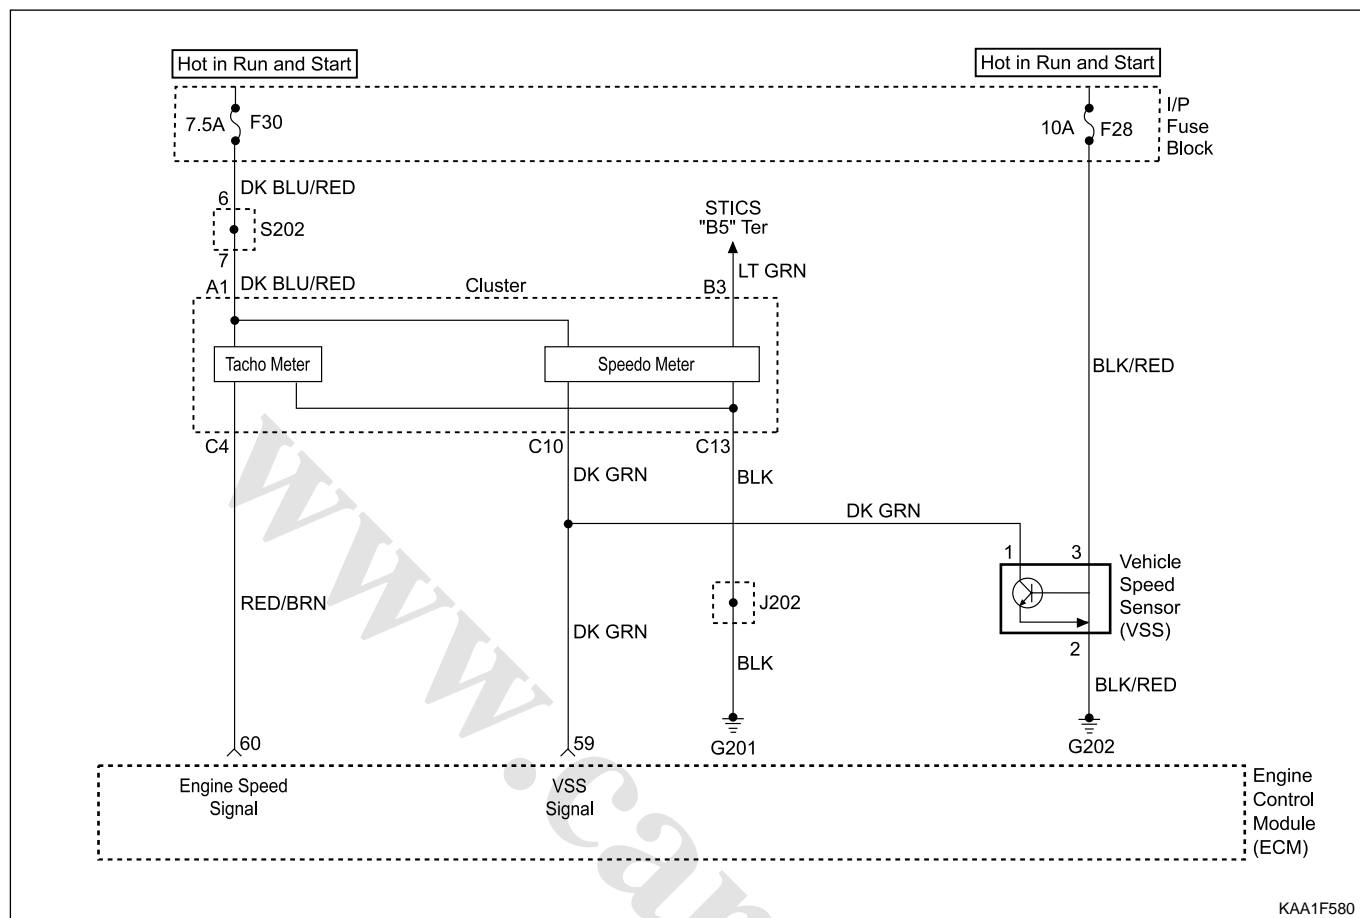 Hot in Run and Start
Hot in Run and Start
7.5A F30
10A F28
I/P
Fuse
Block
6 DK BLU/RED
S202
7
A1 DK BLU/RED
Cluster
STICS
"B5" Ter
LT GRN
B3
Tacho Meter
Speedo Meter
BLK/RED
C4
C10
C13
DK GRN
BLK
DK GRN
1
3
Vehicle
Speed
Sensor
(VSS)
2
RED/BRN
DK GRN
J202
BLK
BLK/RED
60
59
G201
G202
Engine Speed
Signal
VSS
Signal
Engine
Control
Module
(ECM)
www.car
KAA1F580